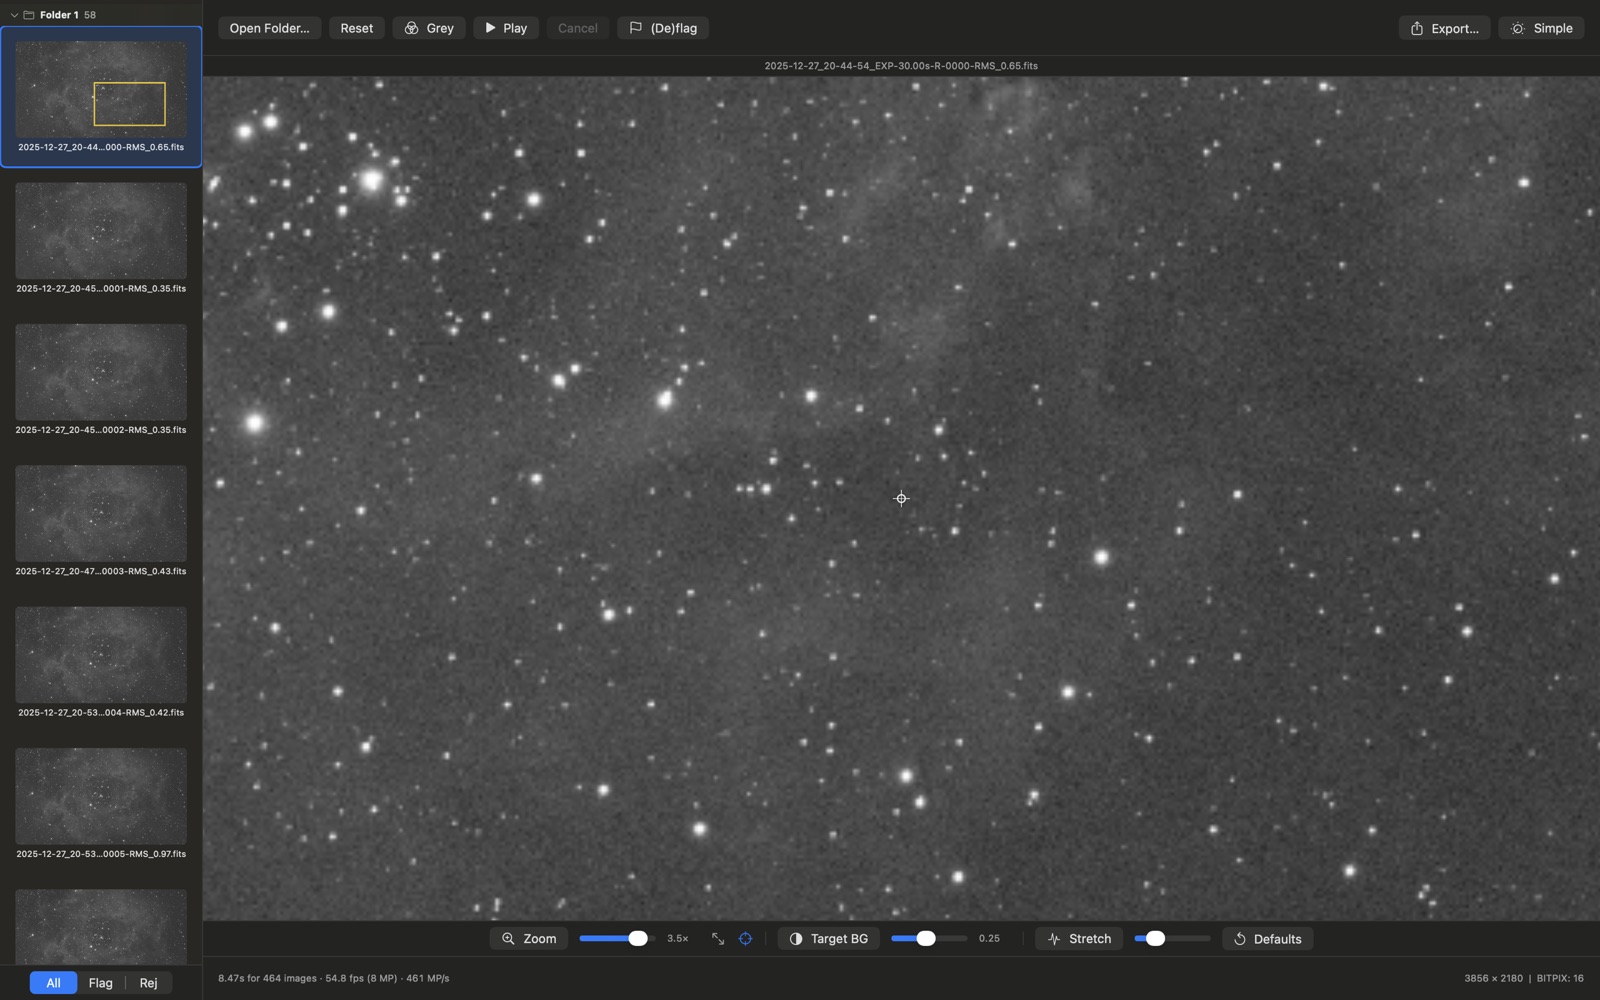 Folder 1 58
Open Folder... Reset Grey Play Cancel (De)flag Export... Simple
2025-12-27_20-44-54_EXP-30.00s-R-0000-RMS_0.65.fits
2025-12-27_20-44...000-RMS_0.65.fits
2025-12-27_20-45...0001-RMS_0.35.fits
2025-12-27_20-45...0002-RMS_0.35.fits
2025-12-27_20-47...0003-RMS_0.43.fits
2025-12-27_20-53...004-RMS_0.42.fits
2025-12-27_20-53...0005-RMS_0.97.fits
Zoom 3.5× Target BG 0.25 Stretch Defaults
All Flag Rej
8.47s for 464 images · 54.8 fps (8 MP) · 461 MP/s
3856 × 2180 | BITPIX: 16